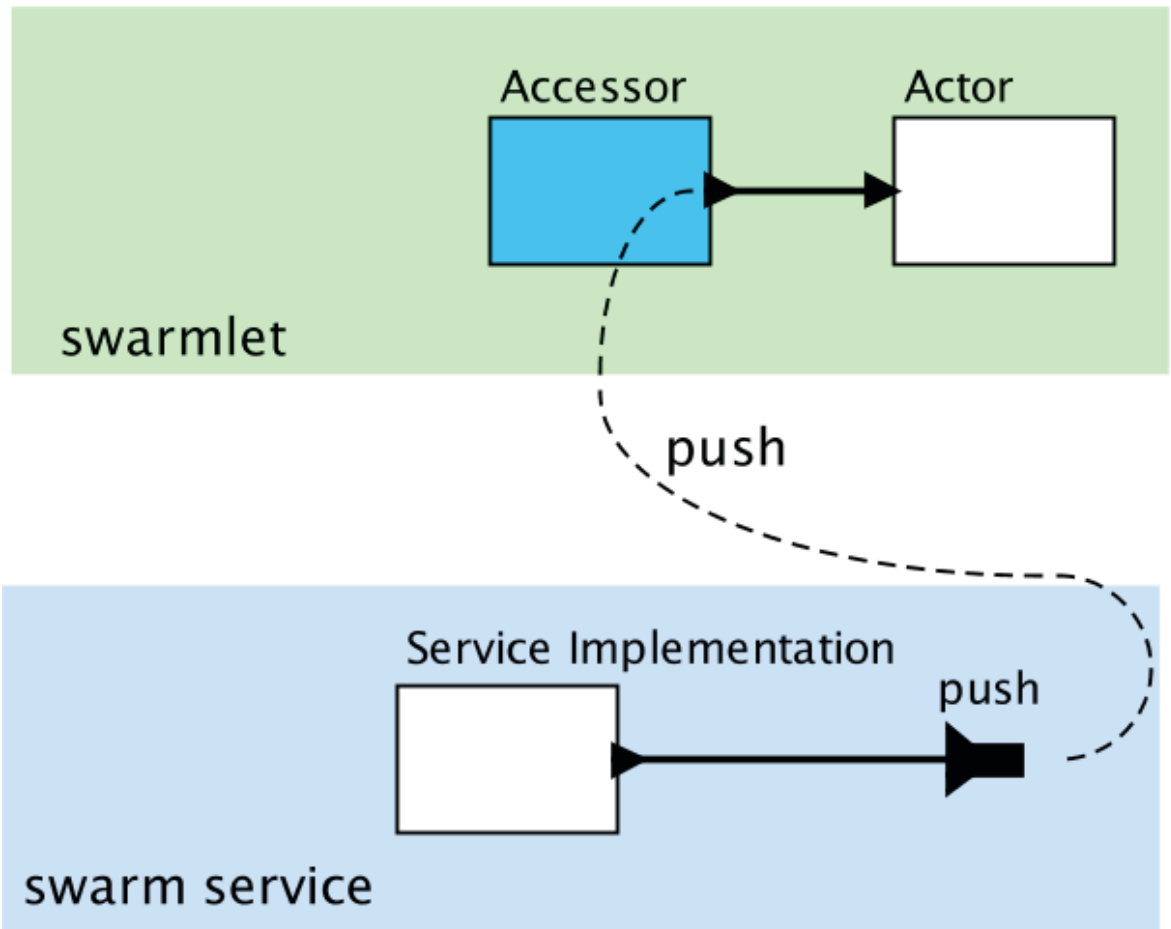 Accessor
Actor
swarmlet
push
Service Implementation
push
swarm service